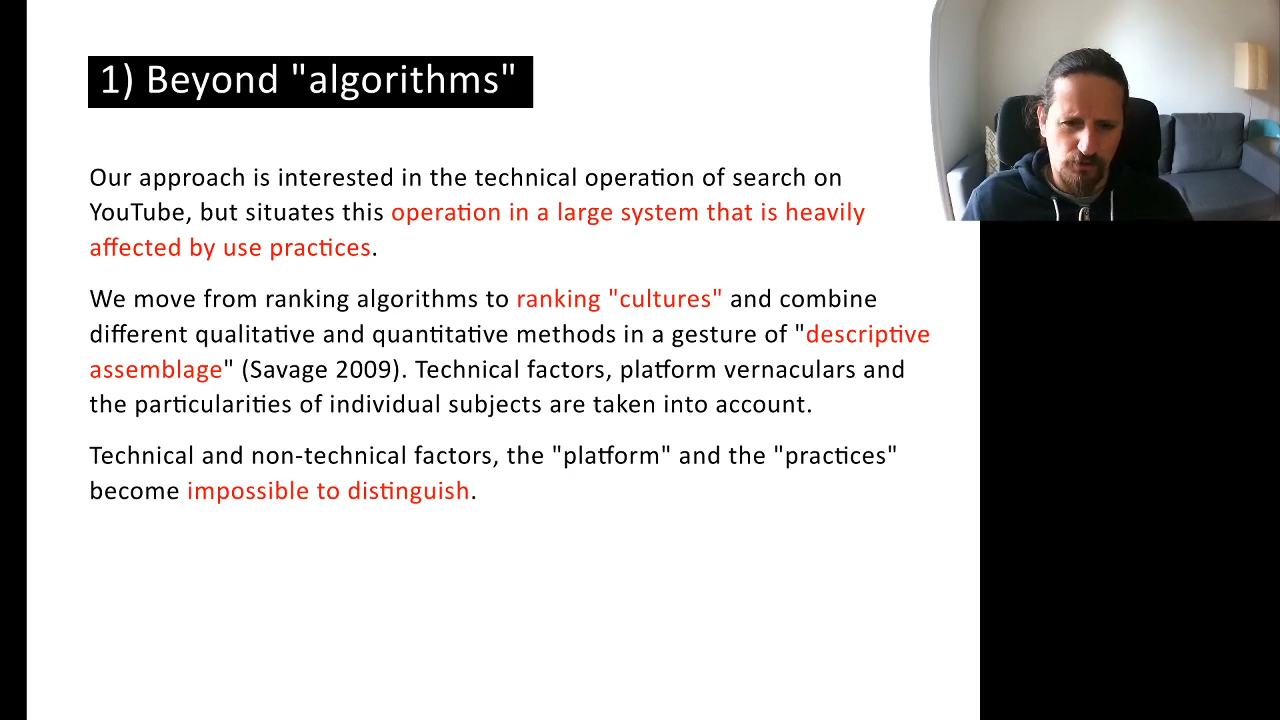 1) Beyond "algorithms"
Our approach is interested in the technical operation of search on
YouTube, but situates this operation in a large system that is heavily
affected by use practices.
We move from ranking algorithms to ranking "cultures" and combine
different qualitative and quantitative methods in a gesture of "descriptive
assemblage" (Savage 2009). Technical factors, platform vernaculars and
the particularities of individual subjects are taken into account.
Technical and non-technical factors, the "platform" and the "practices"
become impossible to distinguish.